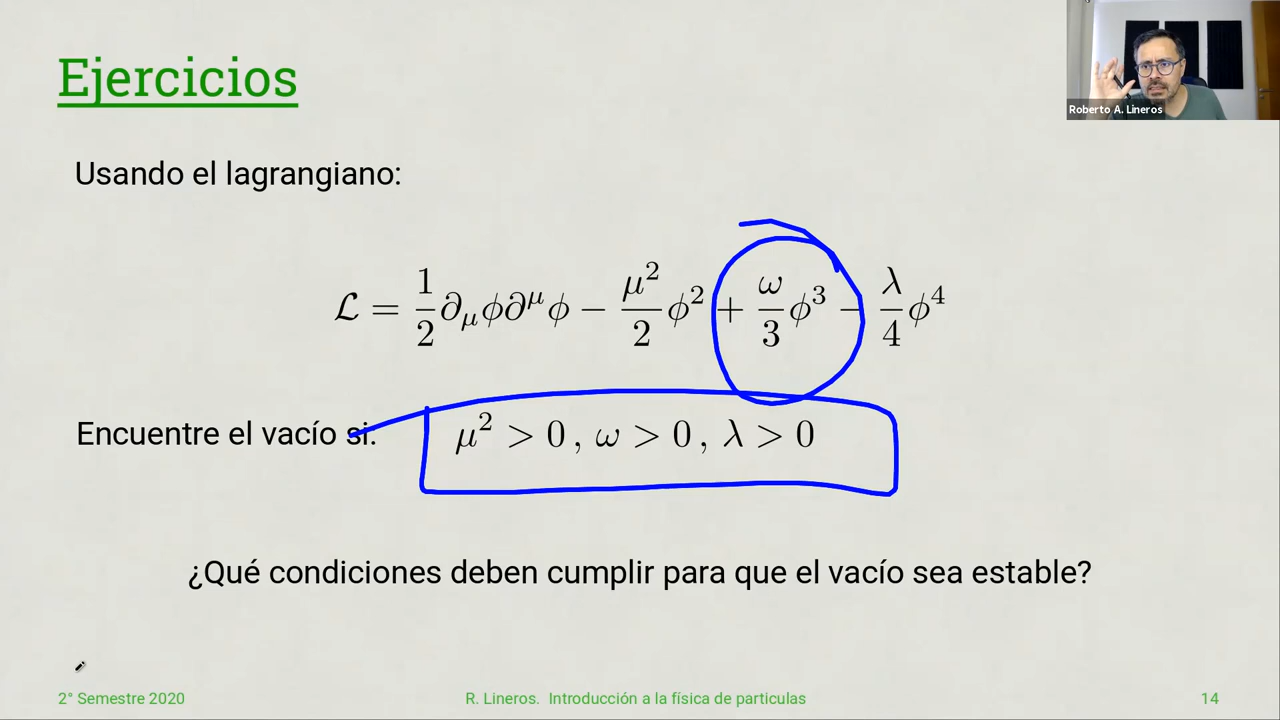 Ejercicios
Roberto A. Lineros
Usando el lagrangiano:
ℒ = 1/2 ∂_μϕ∂^μϕ − μ²/2 ϕ² + ω/3 ϕ³ − λ/4 ϕ⁴
Encuentre el vacío si: μ² > 0 , ω > 0 , λ > 0
¿Qué condiciones deben cumplir para que el vacío sea estable?
2° Semestre 2020 R. Lineros. Introducción a la física de particulas 14